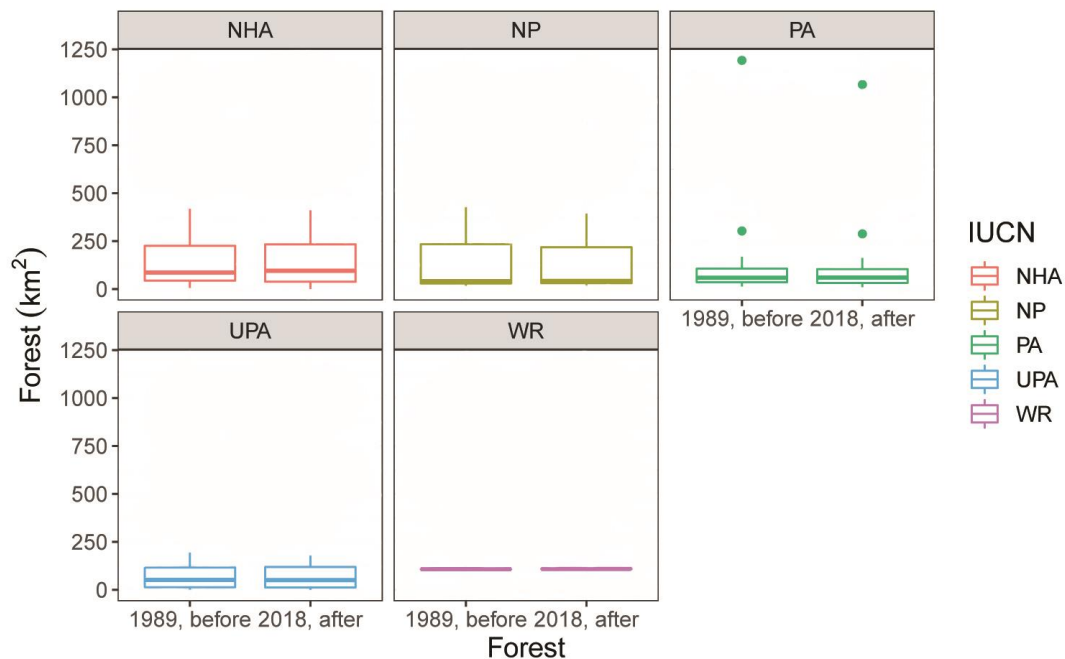 NHA NP PA
1250
1000
750
500
250
0
1989, before 2018, after
UPA WR
1250
1000
750
500
250
0
1989, before 2018, after 1989, before 2018, after
Forest
Forest (km²)
IUCN
NHA
NP
PA
UPA
WR